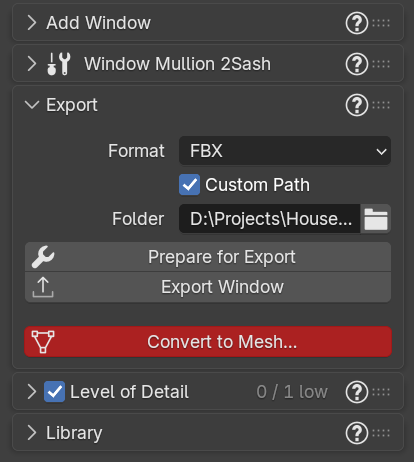 Add Window
Window Mullion 2Sash
Export
Format FBX
Custom Path
Folder D:\Projects\House...
Prepare for Export
Export Window
Convert to Mesh...
Level of Detail 0 / 1 low
Library